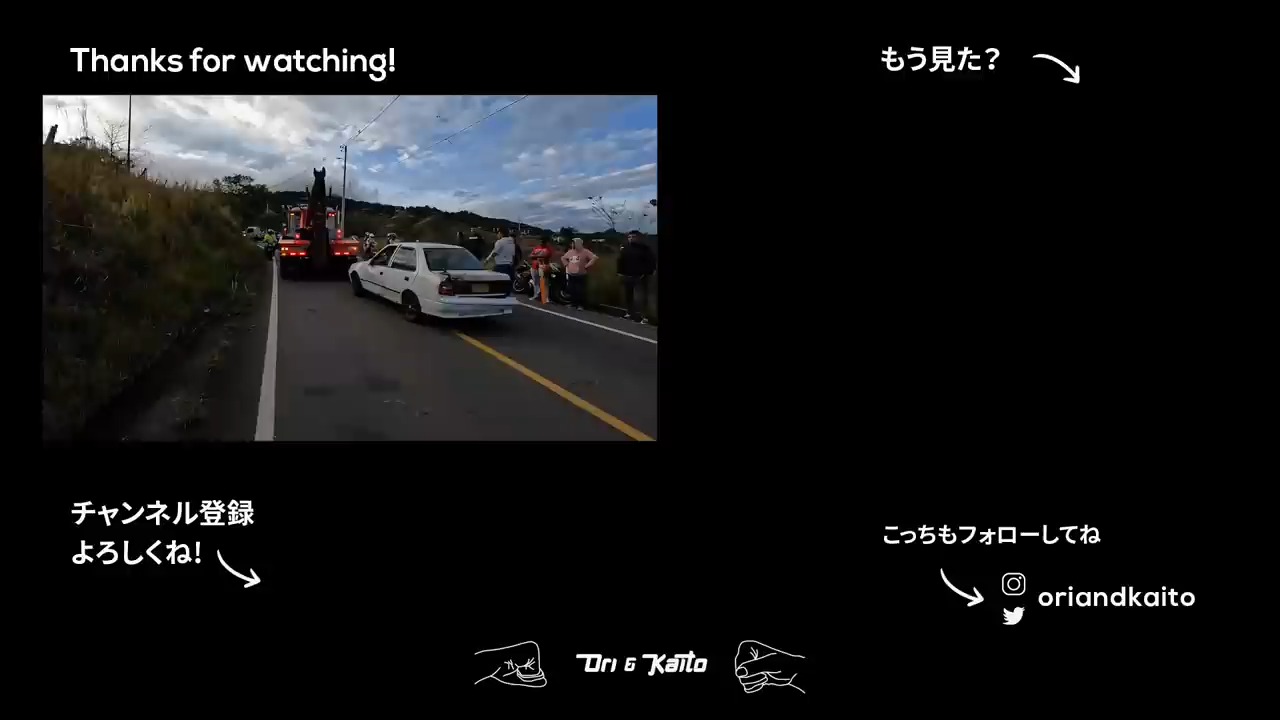 Thanks for watching!
もう見た?
チャンネル登録
よろしくね!
こっちもフォローしてね
oriandkaito
Ori & Kaito